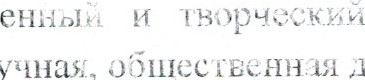 енный и творческий
учная, общественная д